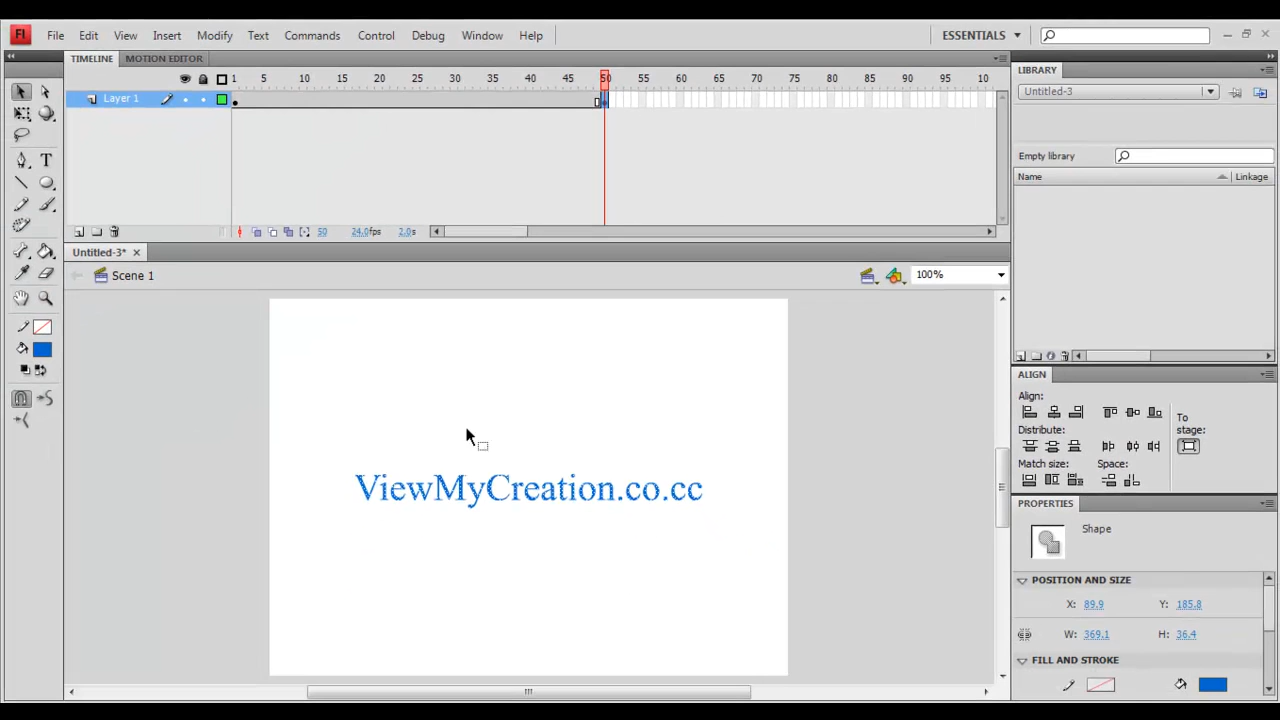 Fl File Edit View Insert Modify Text Commands Control Debug Window Help ESSENTIALS
TIMELINE MOTION EDITOR
1 5 10 15 20 25 30 35 40 45 50 55 60 65 70 75 80 85 90 95 10
Layer 1
50 24.0fps 2.0s
Untitled-3*
Scene 1
100%
ViewMyCreation.co.cc
LIBRARY
Untitled-3
Empty library
Name Linkage
ALIGN
Align:
To
stage:
Distribute:
Match size: Space:
PROPERTIES
Shape
POSITION AND SIZE
X: 89.9 Y: 185.8
W: 369.1 H: 36.4
FILL AND STROKE